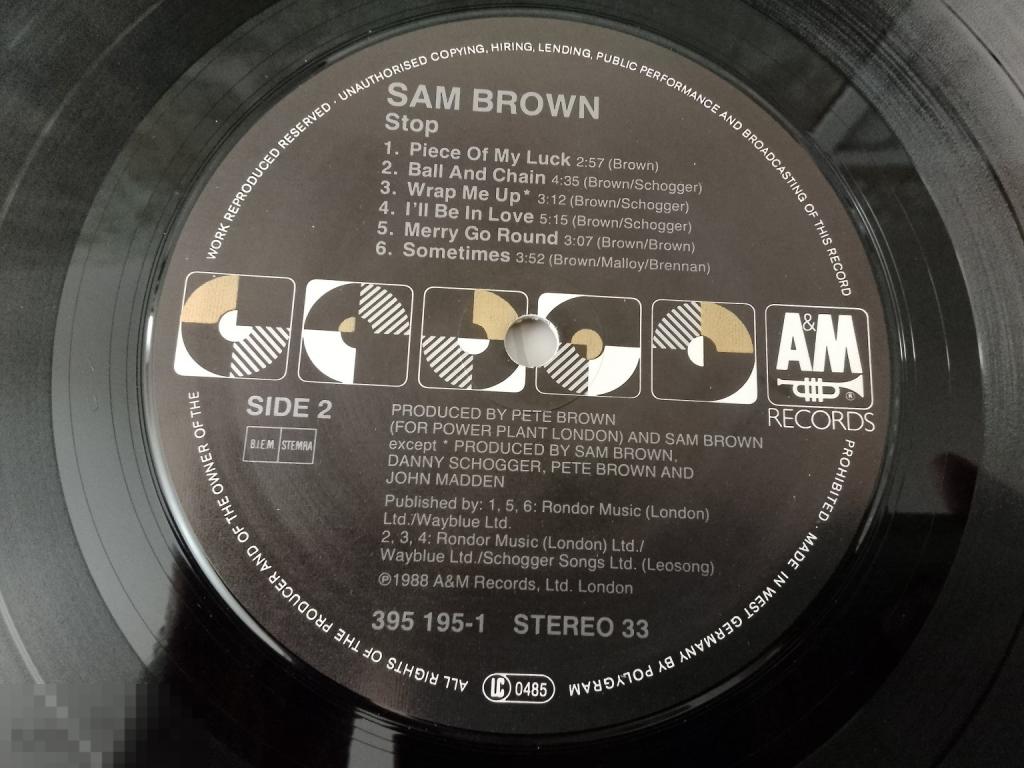 SAM BROWN
Stop
1. Piece Of My Luck 2:57 (Brown)
2. Ball And Chain 4:35 (Brown/Schogger)
3. Wrap Me Up* 3:12 (Brown/Schogger)
4. I'll Be In Love 5:15 (Brown/Schogger)
5. Merry Go Round 3:07 (Brown/Brown)
6. Sometimes 3:52 (Brown/Malloy/Brennan)
A&M
®
RECORDS
SIDE 2
B.I.E.M STEMRA
PRODUCED BY PETE BROWN
(FOR POWER PLANT LONDON) AND SAM BROWN
except * PRODUCED BY SAM BROWN,
DANNY SCHOGGER, PETE BROWN AND
JOHN MADDEN
Published by: 1, 5, 6: Rondor Music (London)
Ltd./Wayblue Ltd.
2, 3, 4: Rondor Music (London) Ltd./
Wayblue Ltd./Schogger Songs Ltd. (Leosong)
℗1988 A&M Records, Ltd. London
395 195-1 STEREO 33
LC 0485
ALL RIGHTS OF THE PRODUCER AND OF THE OWNER OF THE WORK REPRODUCED RESERVED · UNAUTHORISED COPYING, HIRING, LENDING, PUBLIC PERFORMANCE AND BROADCASTING OF THIS RECORD PROHIBITED · MADE IN WEST GERMANY BY POLYGRAM